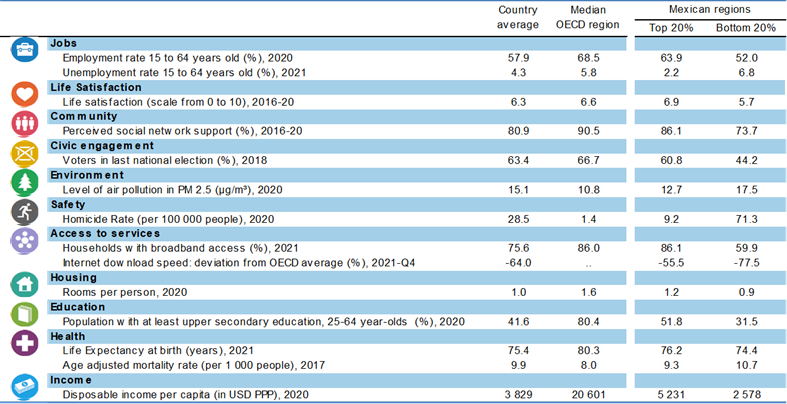 Country average Median OECD region Mexican regions
Top 20% Bottom 20%
Jobs
Employment rate 15 to 64 years old (%), 2020 57.9 68.5 63.9 52.0
Unemployment rate 15 to 64 years old (%), 2021 4.3 5.8 2.2 6.8
Life Satisfaction
Life satisfaction (scale from 0 to 10), 2016-20 6.3 6.6 6.9 5.7
Community
Perceived social netw ork support (%), 2016-20 80.9 90.5 86.1 73.7
Civic engagement
Voters in last national election (%), 2018 63.4 66.7 60.8 44.2
Environment
Level of air pollution in PM 2.5 (μg/m³), 2020 15.1 10.8 12.7 17.5
Safety
Homicide Rate (per 100 000 people), 2020 28.5 1.4 9.2 71.3
Access to services
Households w ith broadband access (%), 2021 75.6 86.0 86.1 59.9
Internet dow nload speed: deviation from OECD average (%), 2021-Q4 -64.0 .. -55.5 -77.5
Housing
Rooms per person, 2020 1.0 1.6 1.2 0.9
Education
Population w ith at least upper secondary education, 25-64 year-olds (%), 2020 41.6 80.4 51.8 31.5
Health
Life Expectancy at birth (years), 2021 75.4 80.3 76.2 74.4
Age adjusted mortality rate (per 1 000 people), 2017 9.9 8.0 9.3 10.7
Income
Disposable income per capita (in USD PPP), 2020 3 829 20 601 5 231 2 578